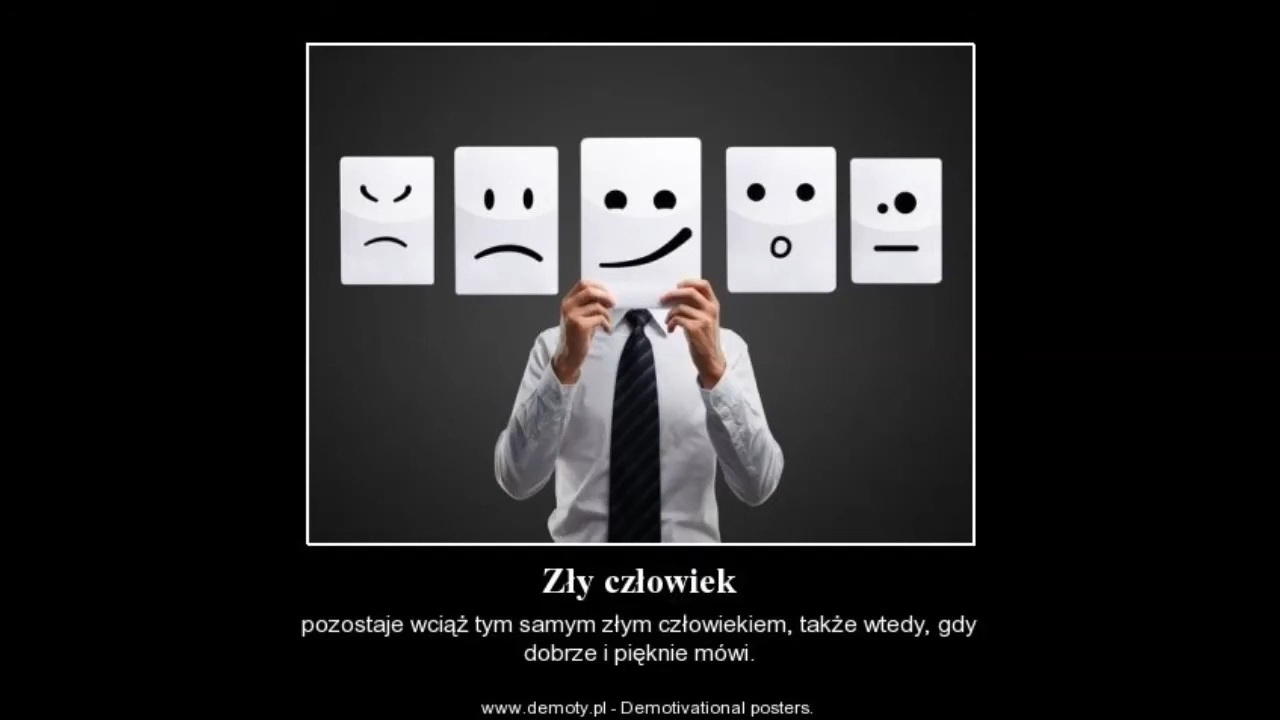 Zły człowiek
pozostaje wciąż tym samym złym człowiekiem, także wtedy, gdy
dobrze i pięknie mówi.
www.demoty.pl - Demotivational posters.